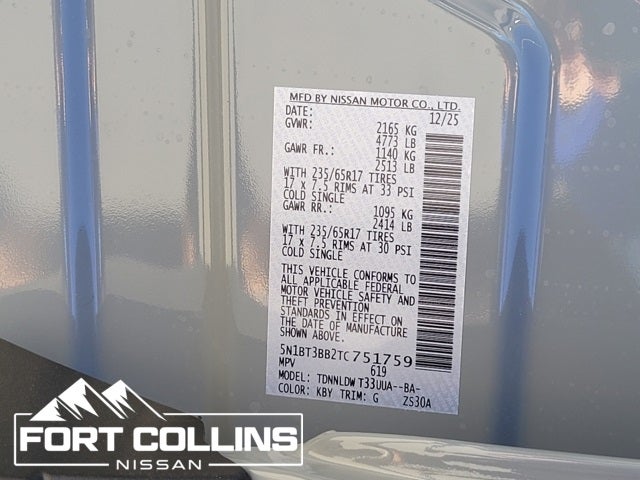 MFD BY NISSAN MOTOR CO., LTD.
DATE: 12/25
GVWR: 2165 KG
4773 LB
GAWR FR.: 1140 KG
2513 LB
WITH 235/65R17 TIRES
17 x 7.5 RIMS AT 33 PSI
COLD SINGLE
GAWR RR.: 1095 KG
2414 LB
WITH 235/65R17 TIRES
17 x 7.5 RIMS AT 30 PSI
COLD SINGLE
THIS VEHICLE CONFORMS TO
ALL APPLICABLE FEDERAL
MOTOR VEHICLE SAFETY AND
THEFT PREVENTION
STANDARDS IN EFFECT ON
THE DATE OF MANUFACTURE
SHOWN ABOVE.
5N1BT3BB2TC751759
MPV 619
MODEL: TDNNLDW T33UUA--BA-
COLOR: KBY TRIM: G ZS30A
FORT COLLINS
NISSAN